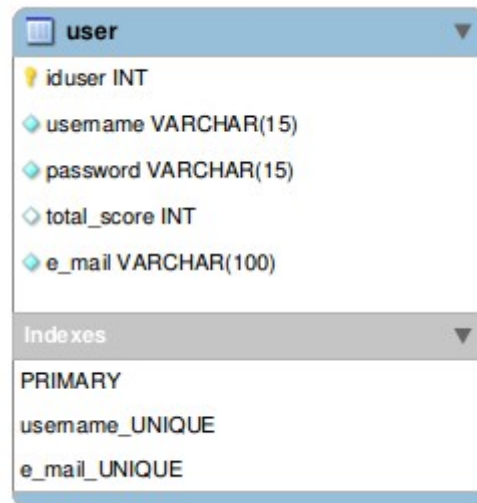 user
iduser INT
username VARCHAR(15)
password VARCHAR(15)
total_score INT
e_mail VARCHAR(100)
Indexes
PRIMARY
username_UNIQUE
e_mail_UNIQUE